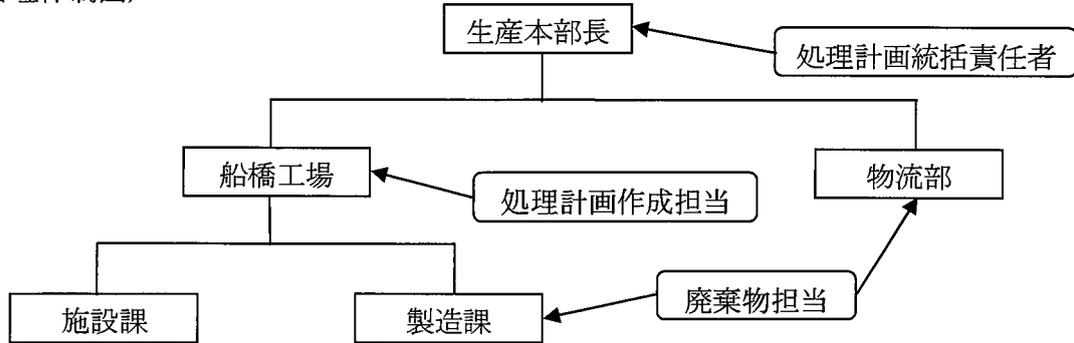 生産本部長
処理計画統括責任者
船橋工場
物流部
処理計画作成担当
廃棄物担当
施設課
製造課